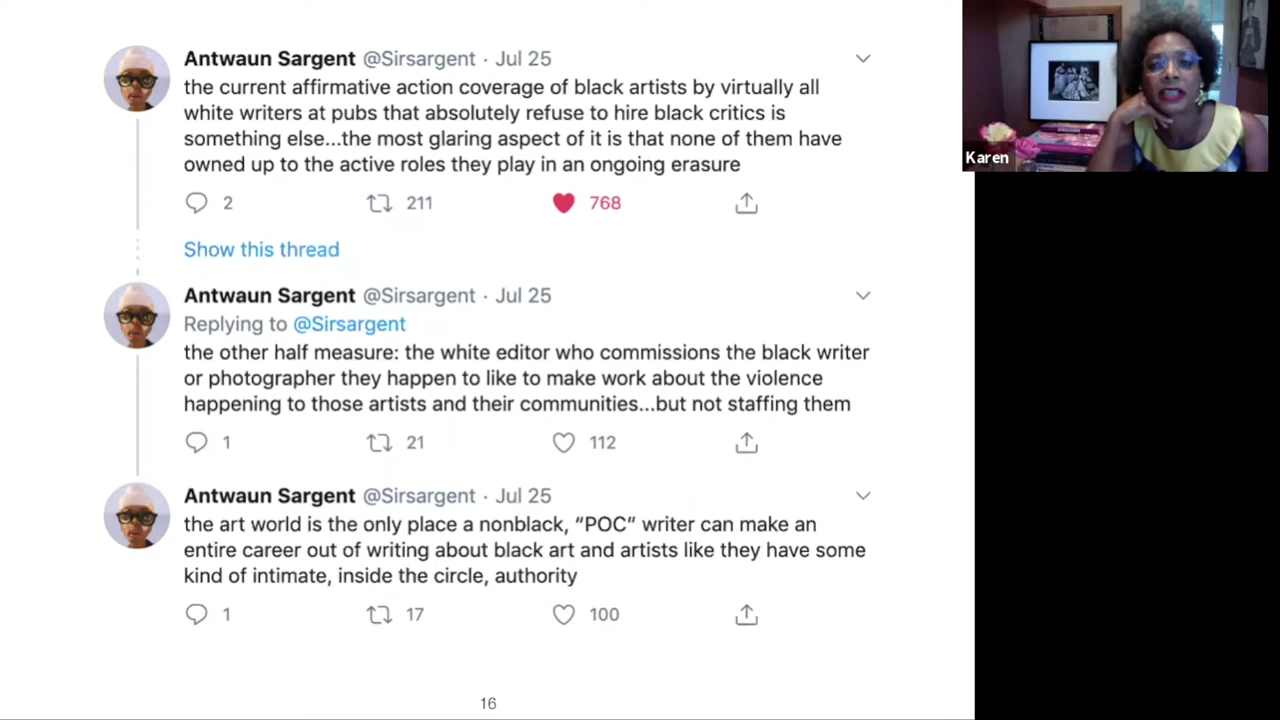 Antwaun Sargent @Sirsargent · Jul 25
the current affirmative action coverage of black artists by virtually all
white writers at pubs that absolutely refuse to hire black critics is
something else...the most glaring aspect of it is that none of them have
owned up to the active roles they play in an ongoing erasure
2 211 768
Show this thread
Antwaun Sargent @Sirsargent · Jul 25
Replying to @Sirsargent
the other half measure: the white editor who commissions the black writer
or photographer they happen to like to make work about the violence
happening to those artists and their communities...but not staffing them
1 21 112
Antwaun Sargent @Sirsargent · Jul 25
the art world is the only place a nonblack, “POC” writer can make an
entire career out of writing about black art and artists like they have some
kind of intimate, inside the circle, authority
1 17 100
16
Karen